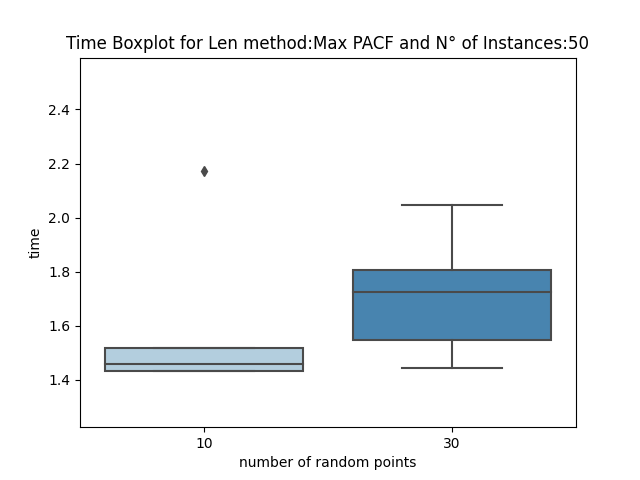 Time Boxplot for Len method:Max PACF and N° of Instances:50
2.4
2.2
2.0
1.8
1.6
1.4
time
10
30
number of random points